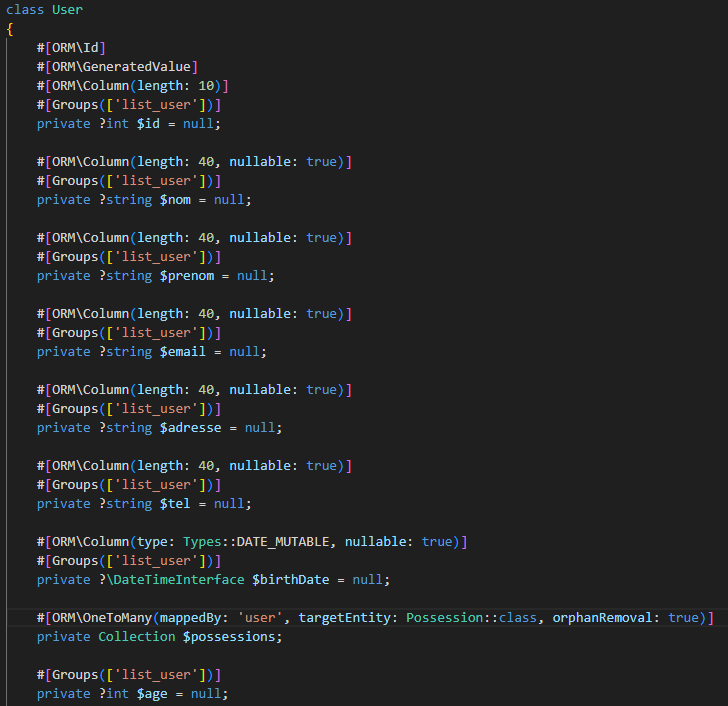 class User
{
    #[ORM\Id]
    #[ORM\GeneratedValue]
    #[ORM\Column(length: 10)]
    #[Groups(['list_user'])]
    private ?int $id = null;

    #[ORM\Column(length: 40, nullable: true)]
    #[Groups(['list_user'])]
    private ?string $nom = null;

    #[ORM\Column(length: 40, nullable: true)]
    #[Groups(['list_user'])]
    private ?string $prenom = null;

    #[ORM\Column(length: 40, nullable: true)]
    #[Groups(['list_user'])]
    private ?string $email = null;

    #[ORM\Column(length: 40, nullable: true)]
    #[Groups(['list_user'])]
    private ?string $adresse = null;

    #[ORM\Column(length: 40, nullable: true)]
    #[Groups(['list_user'])]
    private ?string $tel = null;

    #[ORM\Column(type: Types::DATE_MUTABLE, nullable: true)]
    #[Groups(['list_user'])]
    private ?\DateTimeInterface $birthDate = null;

    #[ORM\OneToMany(mappedBy: 'user', targetEntity: Possession::class, orphanRemoval: true)]
    private Collection $possessions;

    #[Groups(['list_user'])]
    private ?int $age = null;